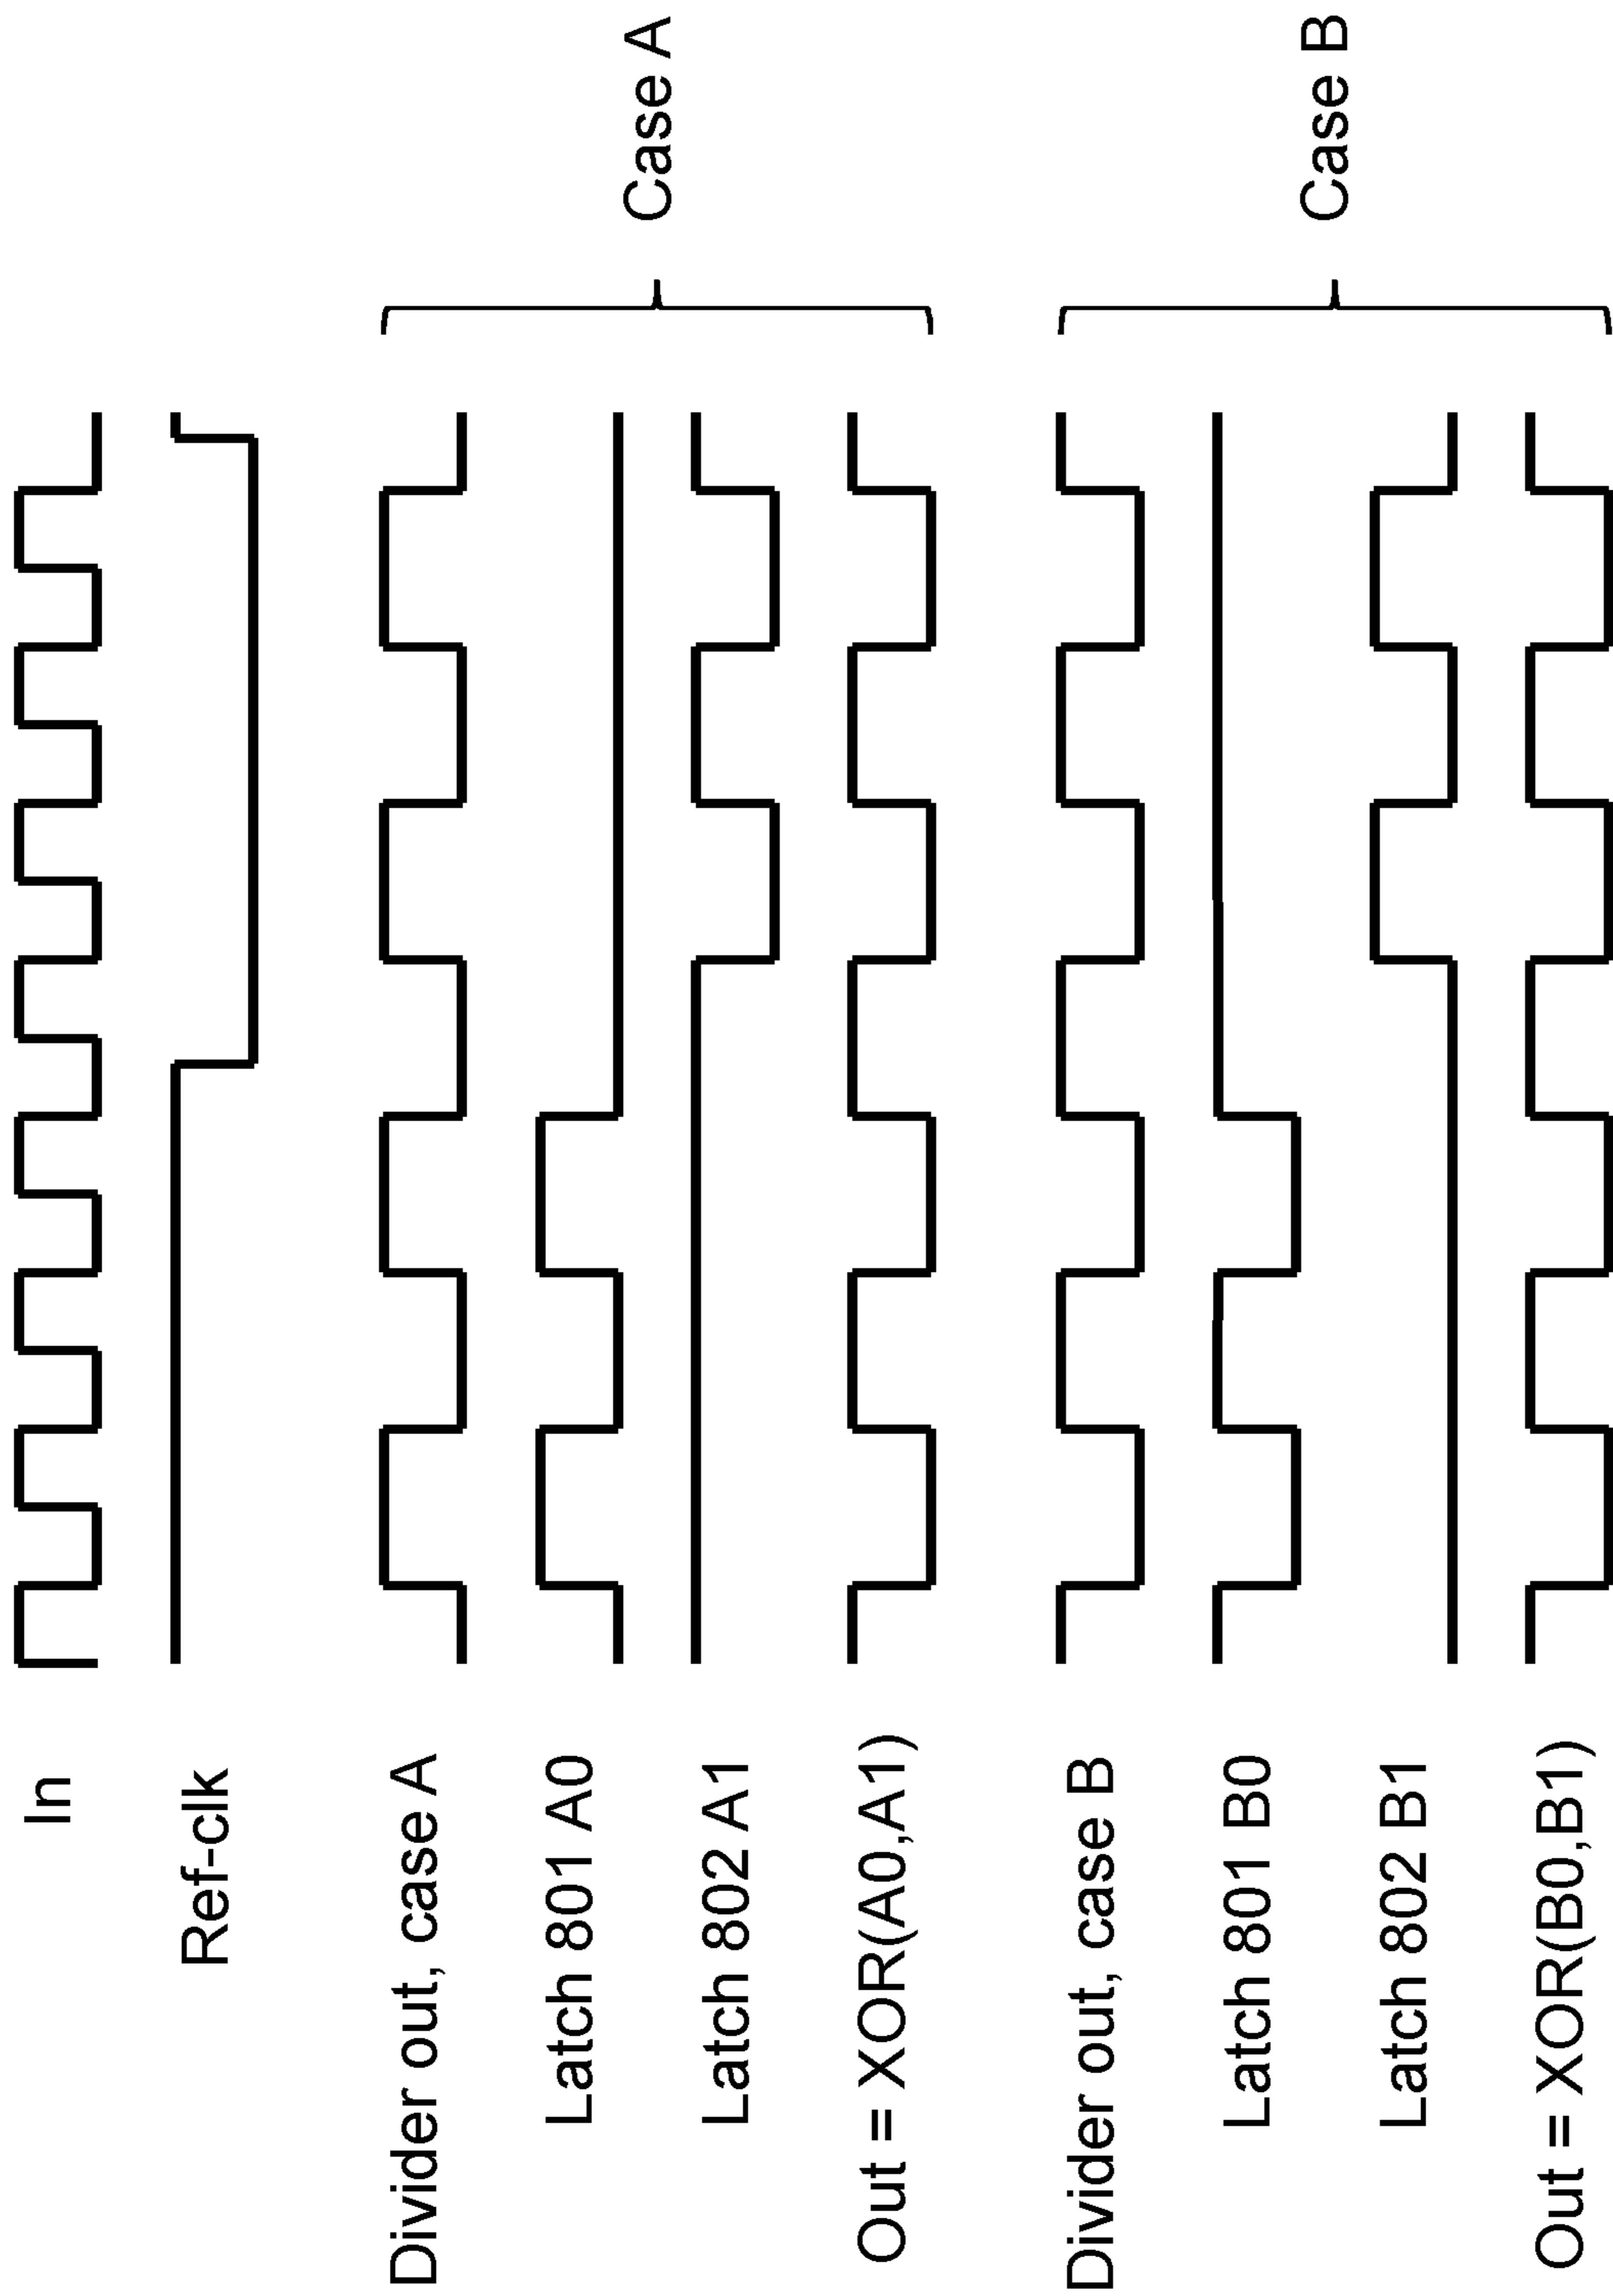 In
Ref-clk
Divider out, case A
Latch 801 A0
Latch 802 A1
Out = XOR(A0,A1)
Case A
Divider out, case B
Latch 801 B0
Latch 802 B1
Out = XOR(B0,B1)
Case B